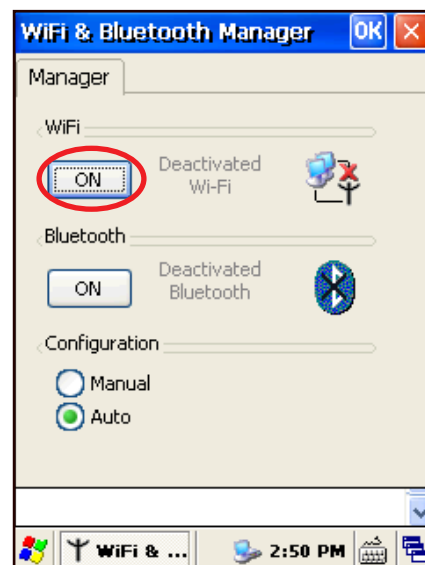 WiFi & Bluetooth Manager OK
Manager
WiFi
ON
Deactivated
Wi-Fi
Bluetooth
ON
Deactivated
Bluetooth
Configuration
Manual
Auto
WiFi & ... 2:50 PM